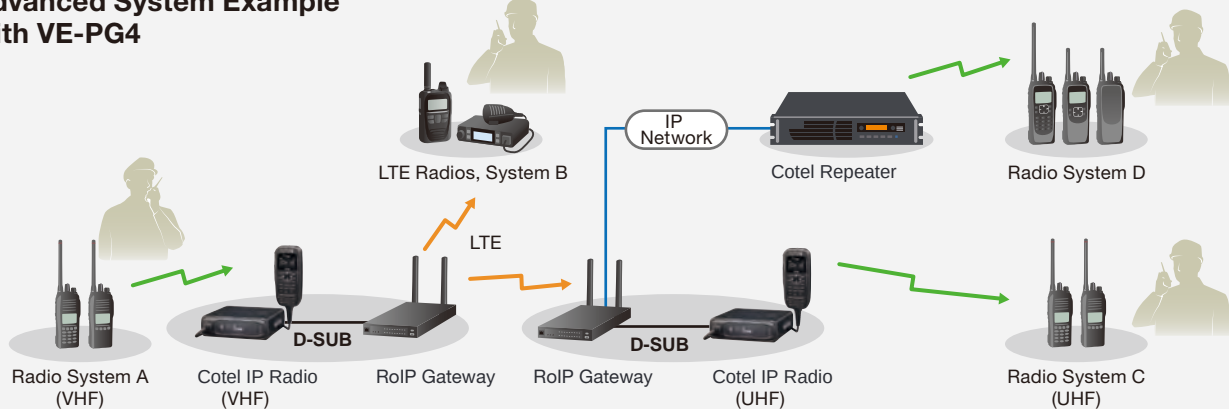 dvanced System Example
ith VE-PG4
IP
Network
LTE Radios, System B
Cotel Repeater
Radio System D
LTE
D-SUB
D-SUB
Radio System A
(VHF)
Cotel IP Radio
(VHF)
RoIP Gateway
RoIP Gateway
Cotel IP Radio
(UHF)
Radio System C
(UHF)